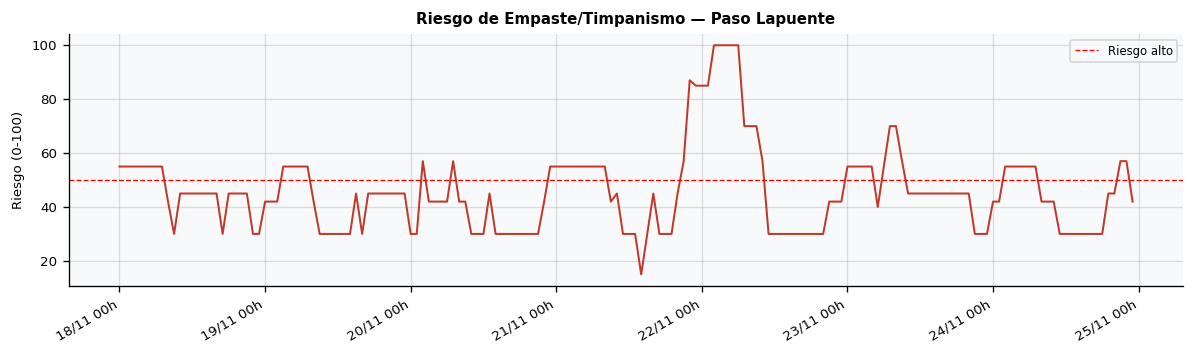 Riesgo de Empaste/Timpanismo — Paso Lapuente
Riesgo alto
Riesgo (0-100)
100
80
60
40
20
18/11 00h
19/11 00h
20/11 00h
21/11 00h
22/11 00h
23/11 00h
24/11 00h
25/11 00h